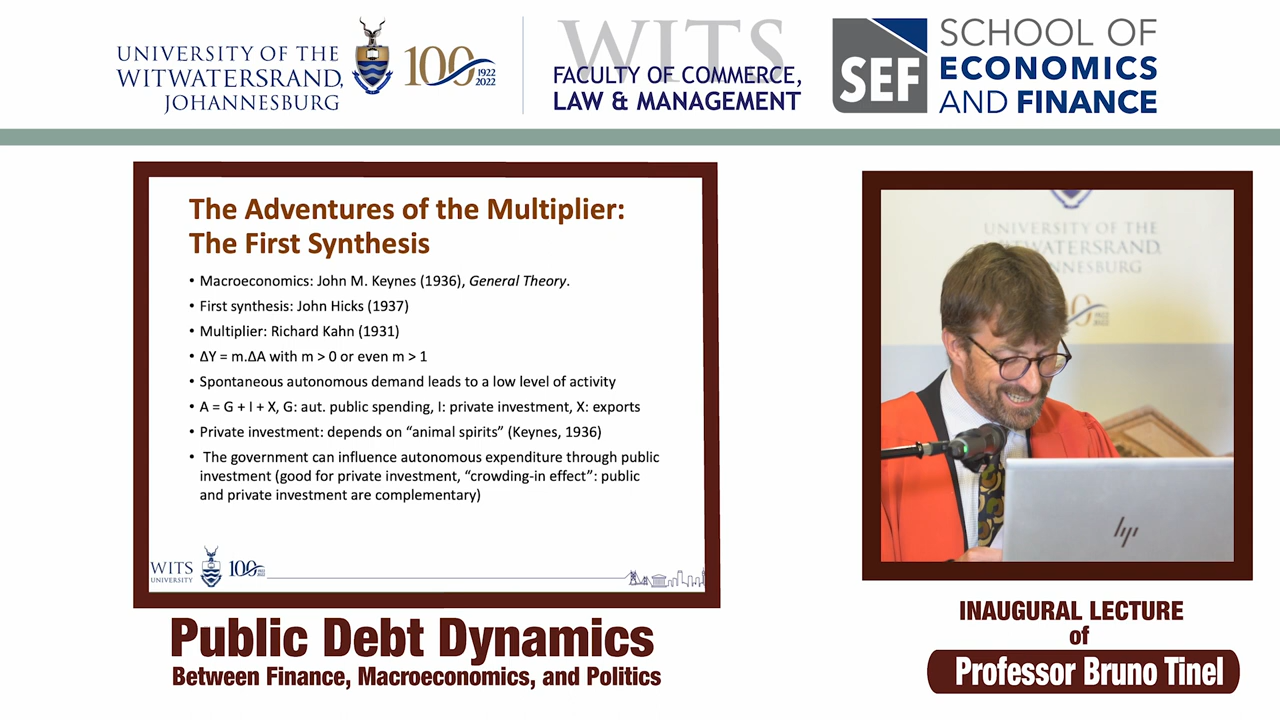 UNIVERSITY OF THE
WITWATERSRAND,
JOHANNESBURG
100 1922
2022
WITS
FACULTY OF COMMERCE,
LAW & MANAGEMENT
SEF
SCHOOL OF
ECONOMICS
AND FINANCE
The Adventures of the Multiplier:
The First Synthesis
• Macroeconomics: John M. Keynes (1936), General Theory.
• First synthesis: John Hicks (1937)
• Multiplier: Richard Kahn (1931)
• ΔY = m.ΔA with m > 0 or even m > 1
• Spontaneous autonomous demand leads to a low level of activity
• A = G + I + X, G: aut. public spending, I: private investment, X: exports
• Private investment: depends on “animal spirits” (Keynes, 1936)
• The government can influence autonomous expenditure through public
investment (good for private investment, “crowding-in effect”: public
and private investment are complementary)
WITS
UNIVERSITY
100
UNIVERSITY OF THE
WITWATERSRAND,
JOHANNESBURG
hp
Public Debt Dynamics
Between Finance, Macroeconomics, and Politics
INAUGURAL LECTURE
of
Professor Bruno Tinel